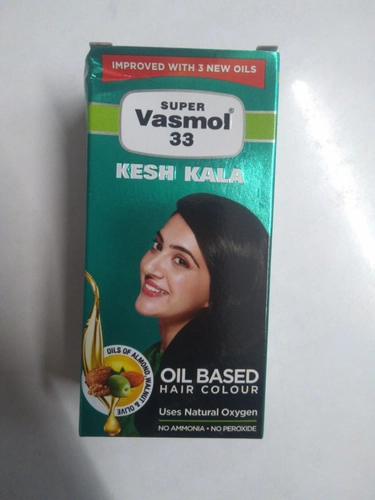 IMPROVED WITH 3 NEW OILS
SUPER
Vasmol®
33
KESH KALA
OILS OF ALMOND, WALNUT & OLIVE
OIL BASED
HAIR COLOUR
Uses Natural Oxygen
NO AMMONIA • NO PEROXIDE